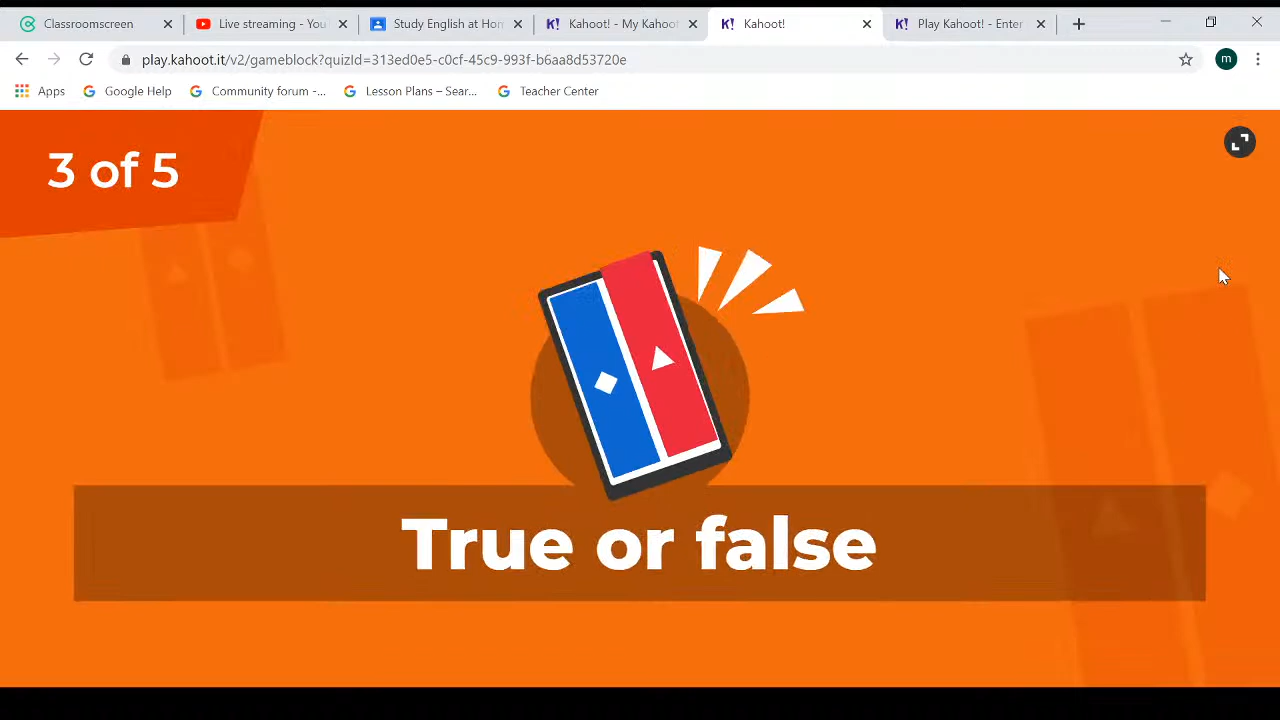 Classroomscreen
Live streaming - You
Study English at Hom
K! Kahoot! - My Kahoot
K! Kahoot!
K! Play Kahoot! - Enter
play.kahoot.it/v2/gameblock?quizId=313ed0e5-c0cf-45c9-993f-b6aa8d53720e
m
Apps
Google Help
Community forum -...
Lesson Plans – Sear...
Teacher Center
3 of 5
True or false